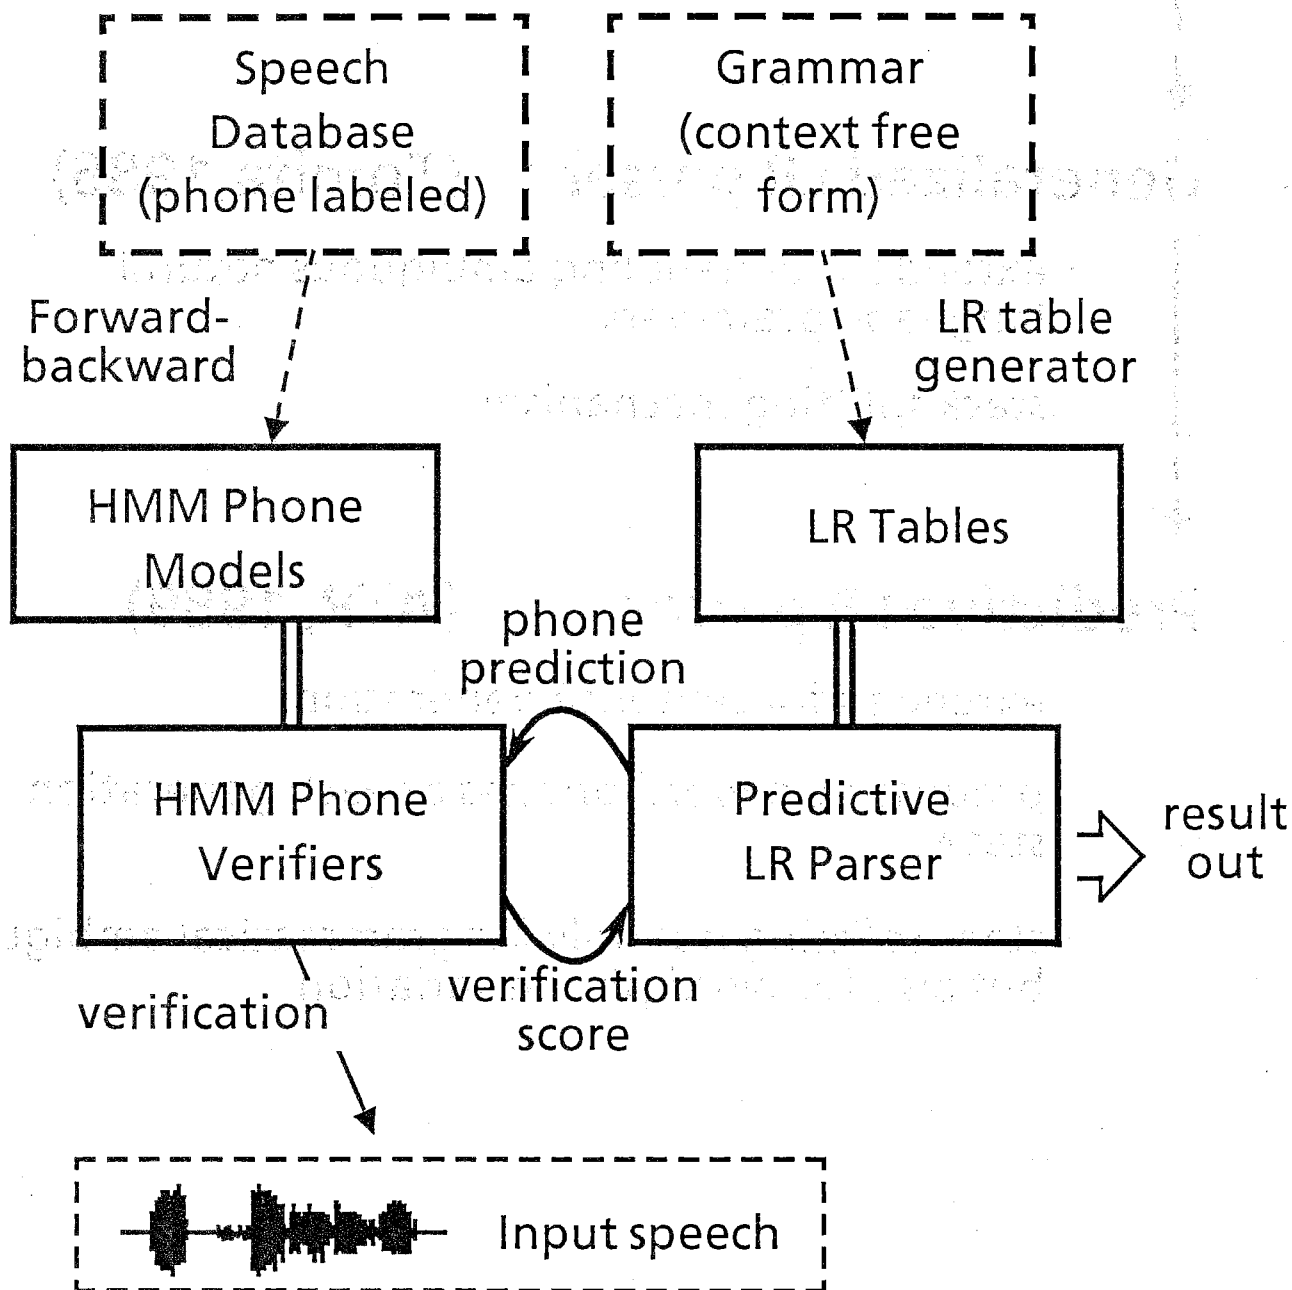 Speech
Database
(phone labeled)
Grammar
(context free
form)
Forward-
backward
LR table
generator
HMM Phone
Models
LR Tables
phone
prediction
HMM Phone
Verifiers
Predictive
LR Parser
result
out
verification
verification
score
Input speech